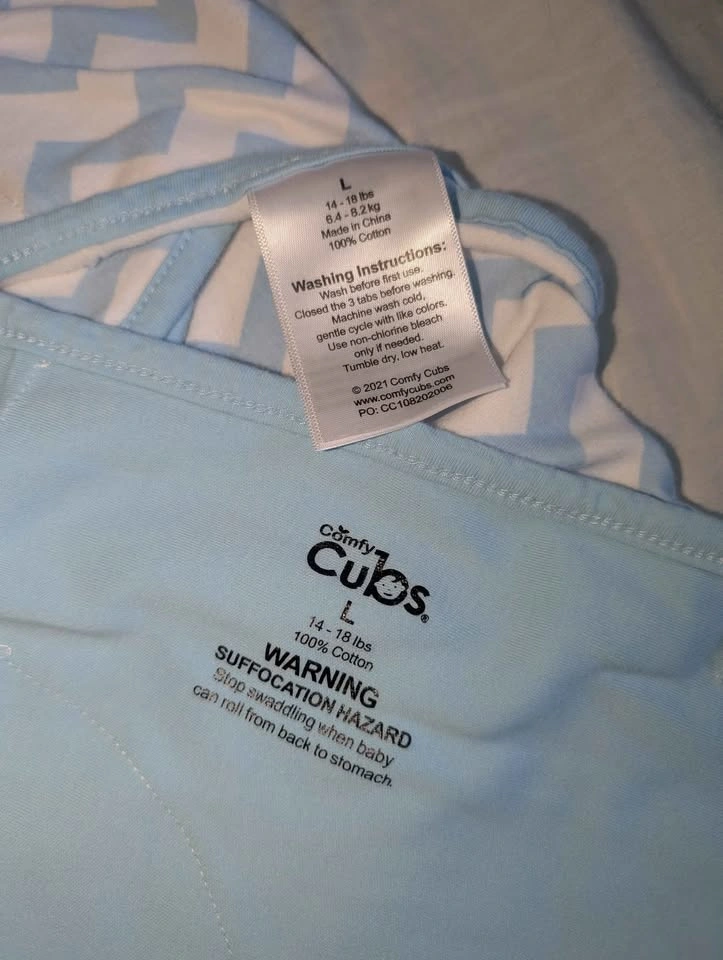 L
14 - 18 lbs
6.4 - 8.2 kg
Made in China
100% Cotton
Washing Instructions:
Wash before first use.
Closed the 3 tabs before washing.
Machine wash cold,
gentle cycle with like colors.
Use non-chlorine bleach
only if needed.
Tumble dry, low heat.
© 2021 Comfy Cubs
www.comfycubs.com
PO: CC108202006
Comfy
Cubs®
L
14 - 18 lbs
100% Cotton
WARNING
SUFFOCATION HAZARD
Stop swaddling when baby
can roll from back to stomach.